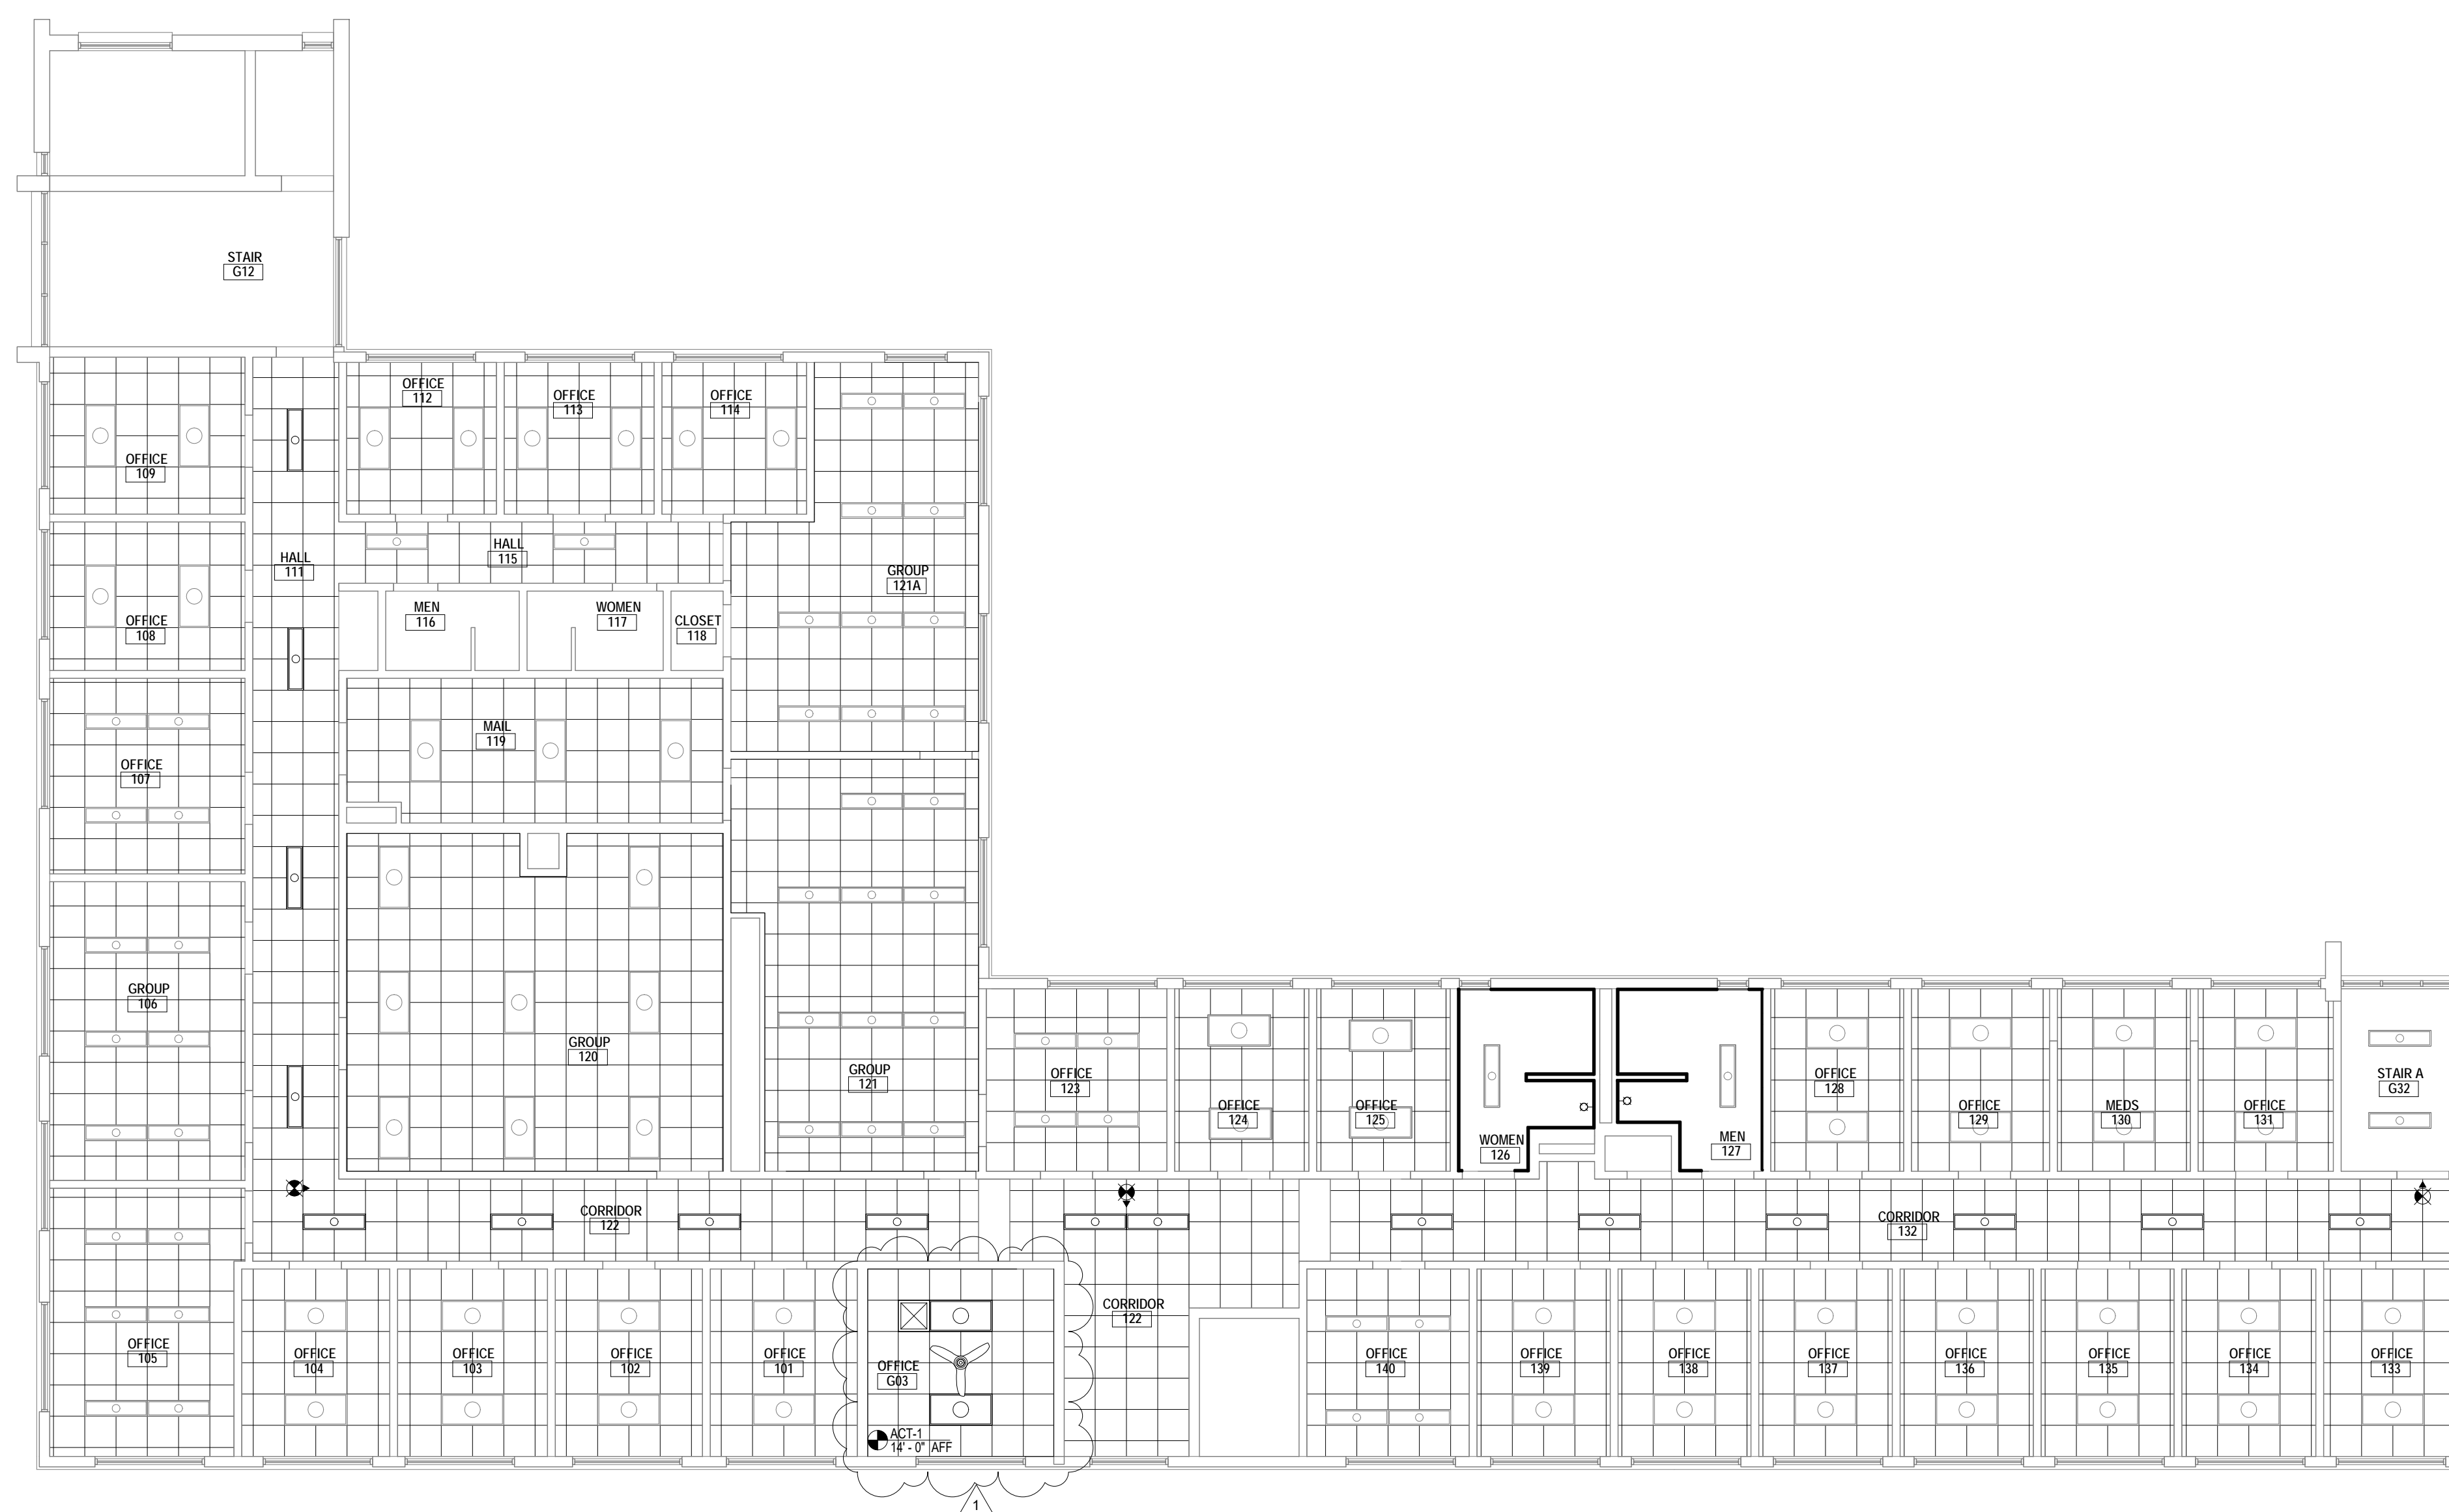 STAIR
G12
OFFICE
112
OFFICE
113
OFFICE
114
OFFICE
109
HALL
115
HALL
111
GROUP
121A
MEN
116
WOMEN
117
CLOSET
118
OFFICE
108
MAIL
119
OFFICE
107
GROUP
106
GROUP
120
GROUP
121
OFFICE
123
OFFICE
124
OFFICE
125
WOMEN
126
MEN
127
OFFICE
128
OFFICE
129
MEDS
130
OFFICE
131
STAIR A
G32
CORRIDOR
122
CORRIDOR
132
CORRIDOR
122
OFFICE
105
OFFICE
104
OFFICE
103
OFFICE
102
OFFICE
101
OFFICE
G03
OFFICE
140
OFFICE
139
OFFICE
138
OFFICE
137
OFFICE
136
OFFICE
135
OFFICE
134
OFFICE
133
ACT-1
14' - 0" AFF
1